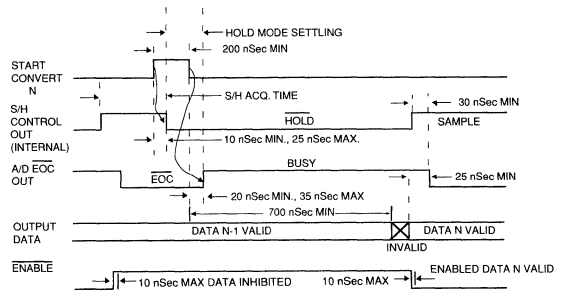 HOLD MODE SETTLING
200 nSec MIN
START
CONVERT
N
S/H ACQ. TIME
S/H
CONTROL
OUT
(INTERNAL)
30 nSec MIN
HOLD
SAMPLE
10 nSec MIN., 25 nSec MAX.
A/D EOC
OUT
EOC
BUSY
25 nSec MIN
20 nSec MIN., 35 nSec MAX
700 nSec MIN
OUTPUT
DATA
DATA N-1 VALID
DATA N VALID
INVALID
ENABLE
10 nSec MAX DATA INHIBITED
10 nSec MAX
ENABLED DATA N VALID